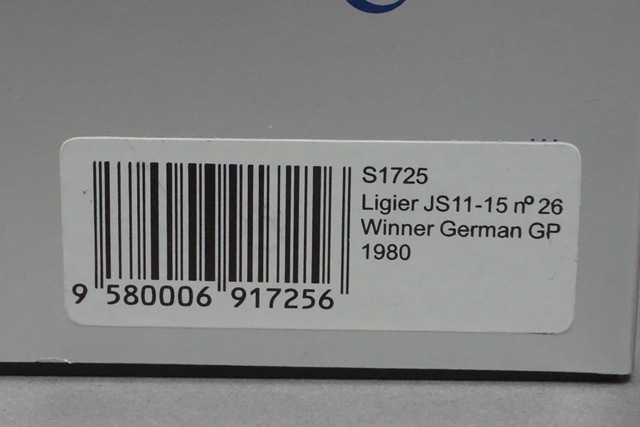 S1725
Ligier JS11-15 nº 26
Winner German GP
1980
9 580006 917256